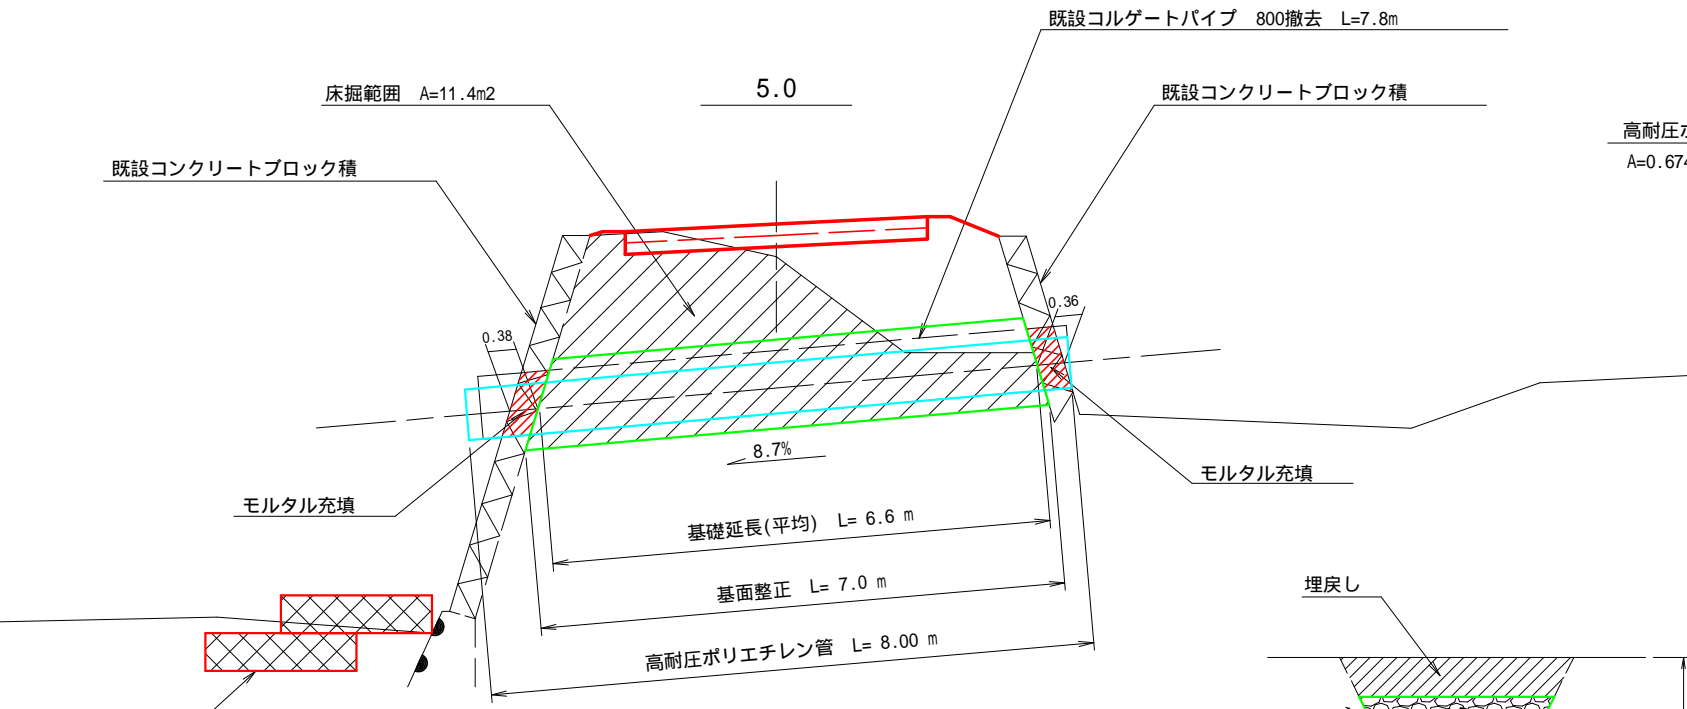 既設コルゲートパイプ 800撤去 L=7.8m
5.0
床掘範囲 A=11.4m2
既設コンクリートブロック積
高耐圧
A=0.674
既設コンクリートブロック積
0.36
0.38
8.7%
モルタル充填
モルタル充填
基礎延長(平均) L= 6.6 m
基面整正 L= 7.0 m
埋戻し
高耐圧ポリエチレン管 L= 8.00 m